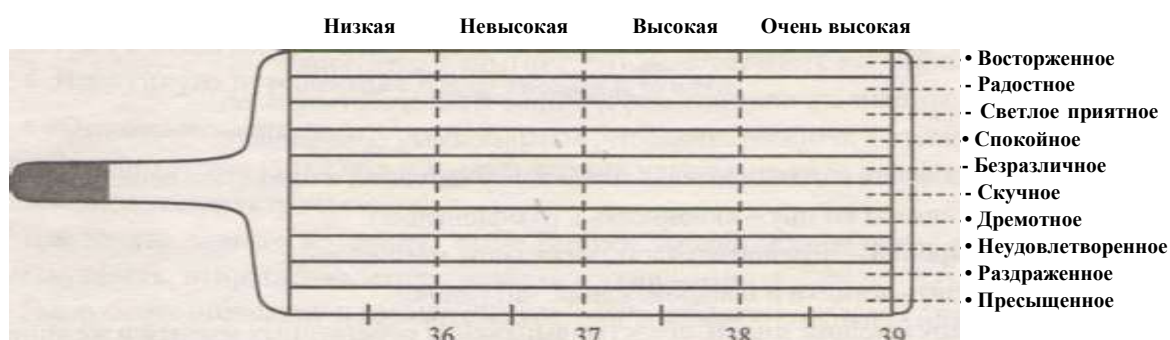 Низкая Невысокая Высокая Очень высокая
• Восторженное
- Радостное
- Светлое приятное
• Спокойное
- Безразличное
- Скучное
• Дремотное
• Неудовлетворенное
• Раздраженное
• Пресыщенное
36 37 38 39